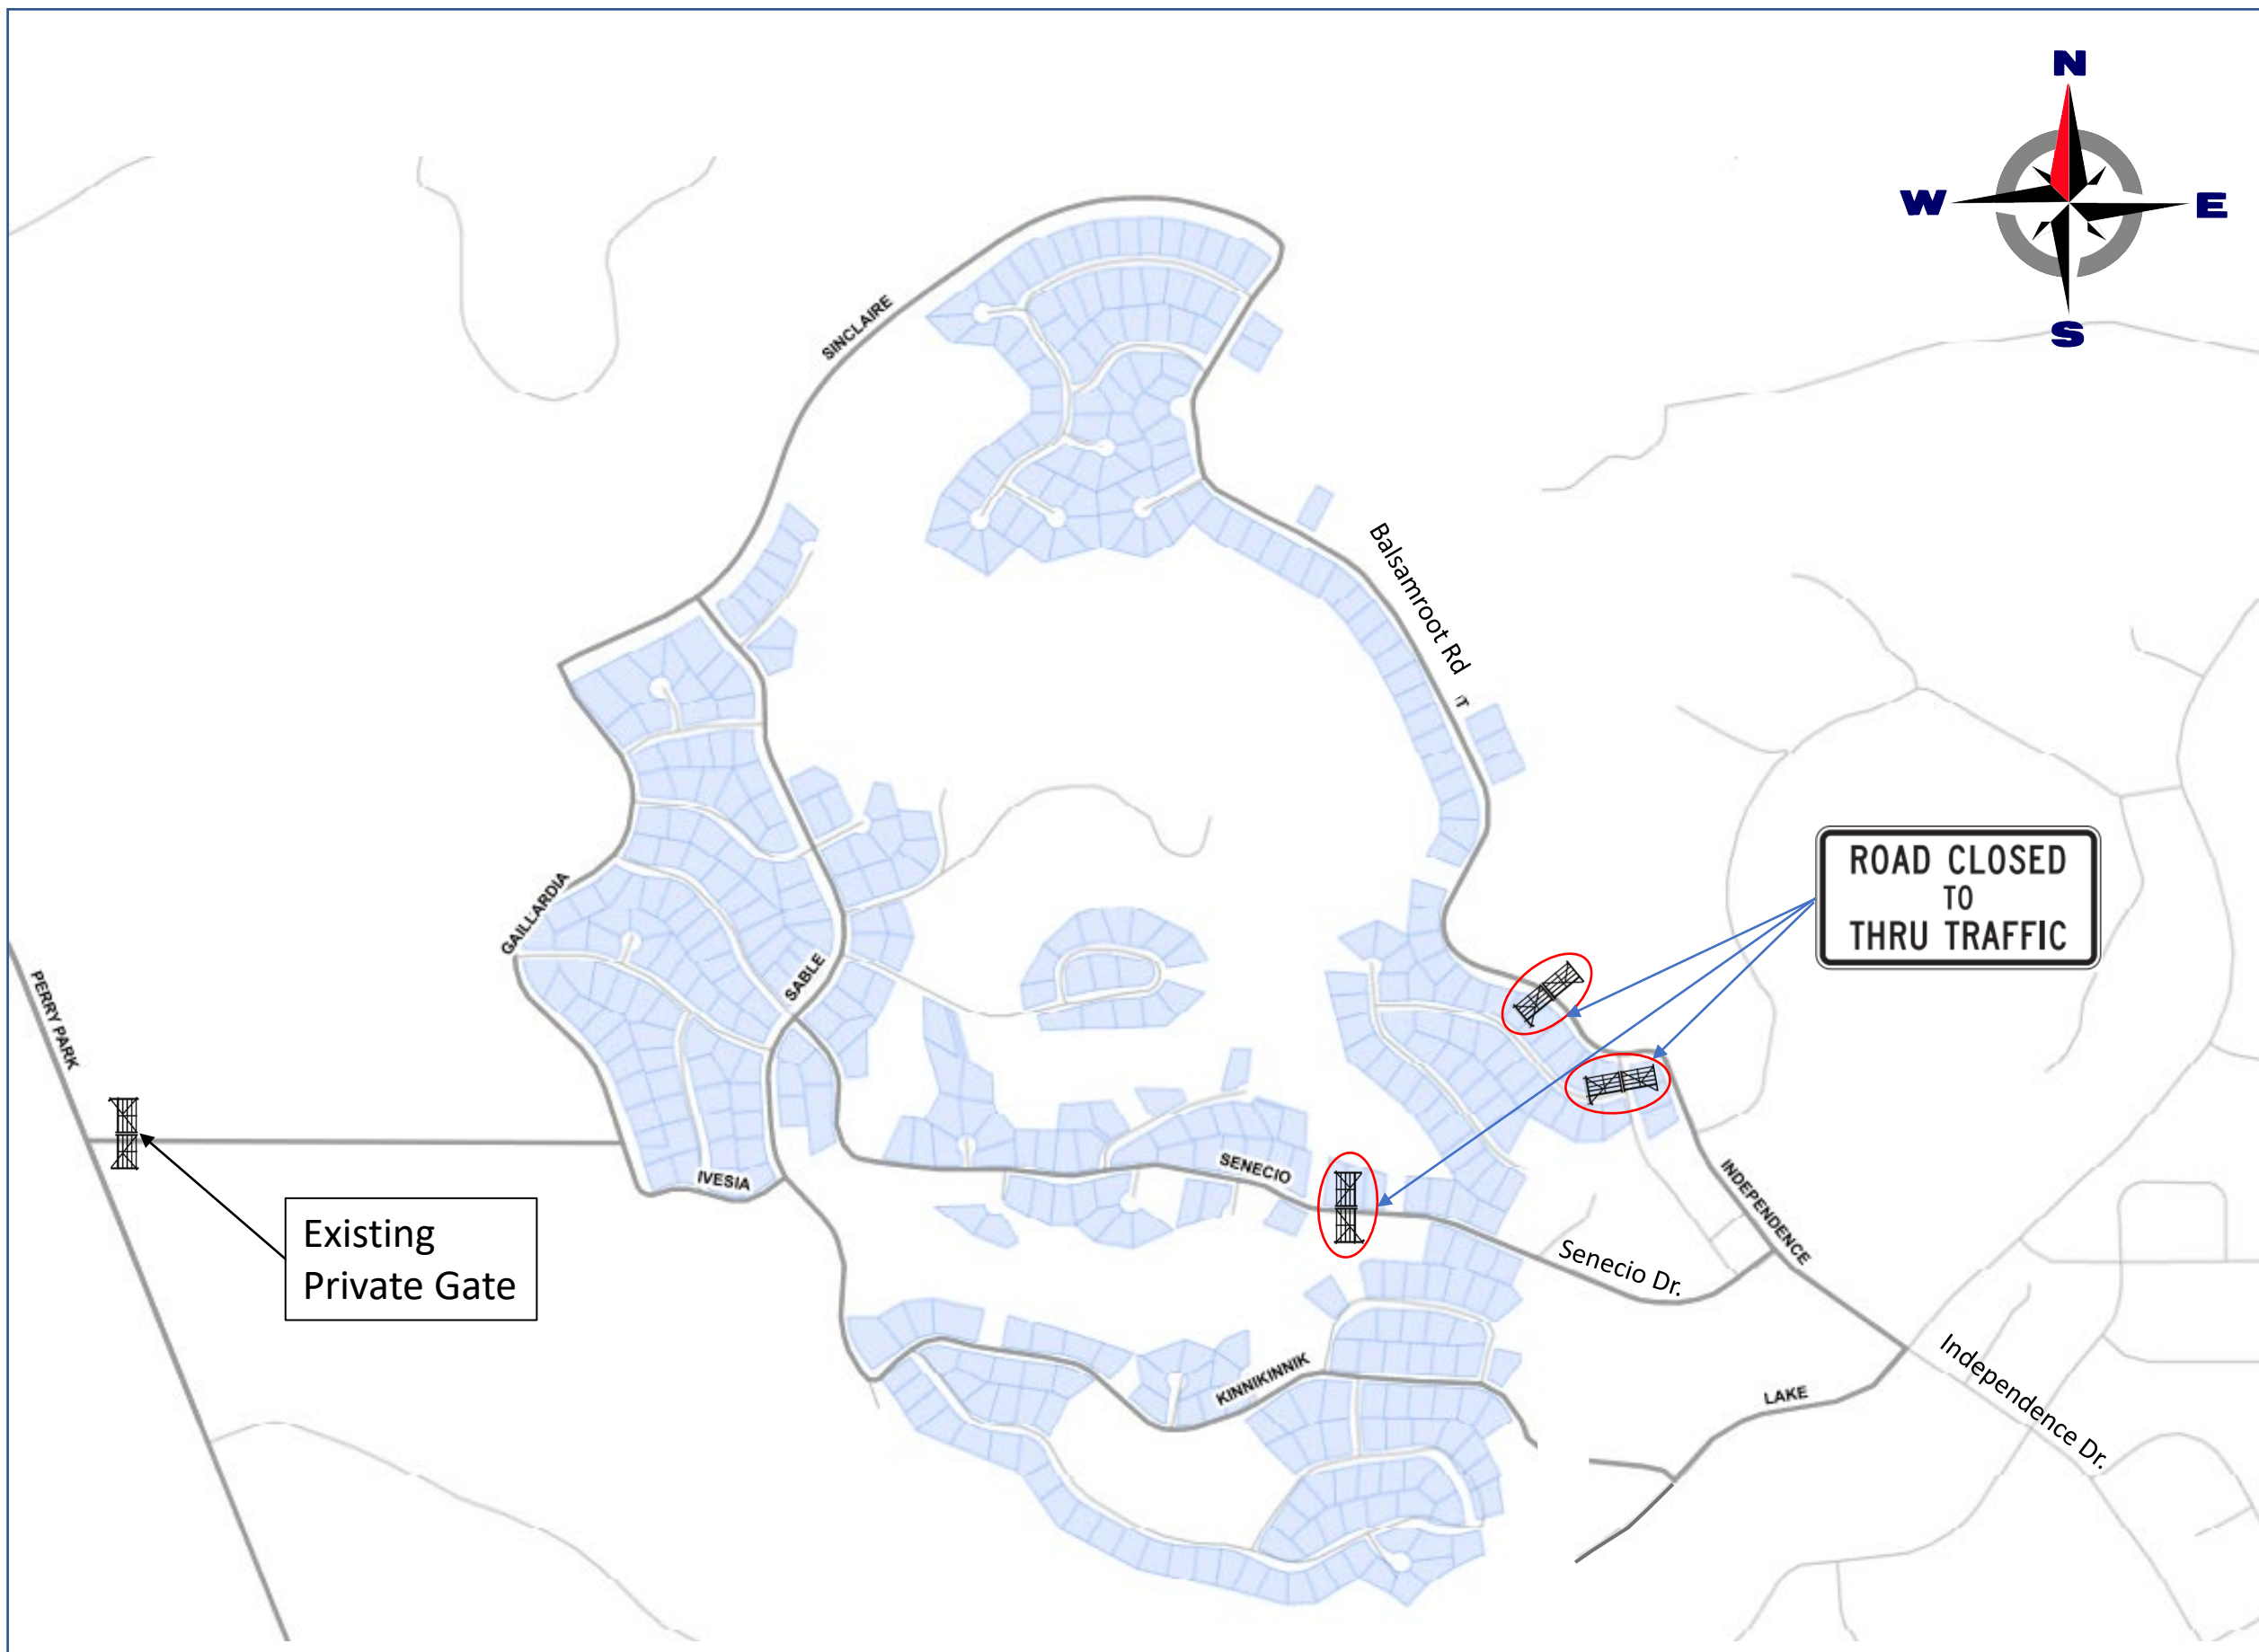 N
W
E
S
SINCLAIRE
Balsamroot Rd
ROAD CLOSED
TO
THRU TRAFFIC
GAILLARDIA
SABLE
PERRY PARK
IVESIA
SENECIO
INDEPENDENCE
Existing
Private Gate
Senecio Dr.
KINNIKINNIK
LAKE
Independence Dr.